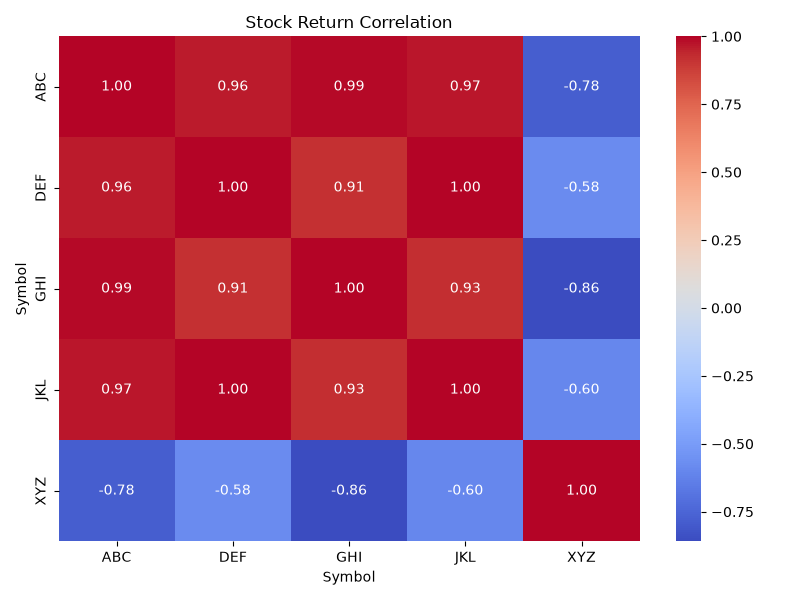 Stock Return Correlation
ABC 1.00 0.96 0.99 0.97 -0.78
DEF 0.96 1.00 0.91 1.00 -0.58
GHI 0.99 0.91 1.00 0.93 -0.86
JKL 0.97 1.00 0.93 1.00 -0.60
XYZ -0.78 -0.58 -0.86 -0.60 1.00
Symbol
ABC DEF GHI JKL XYZ
Symbol
1.00
0.75
0.50
0.25
0.00
−0.25
−0.50
−0.75